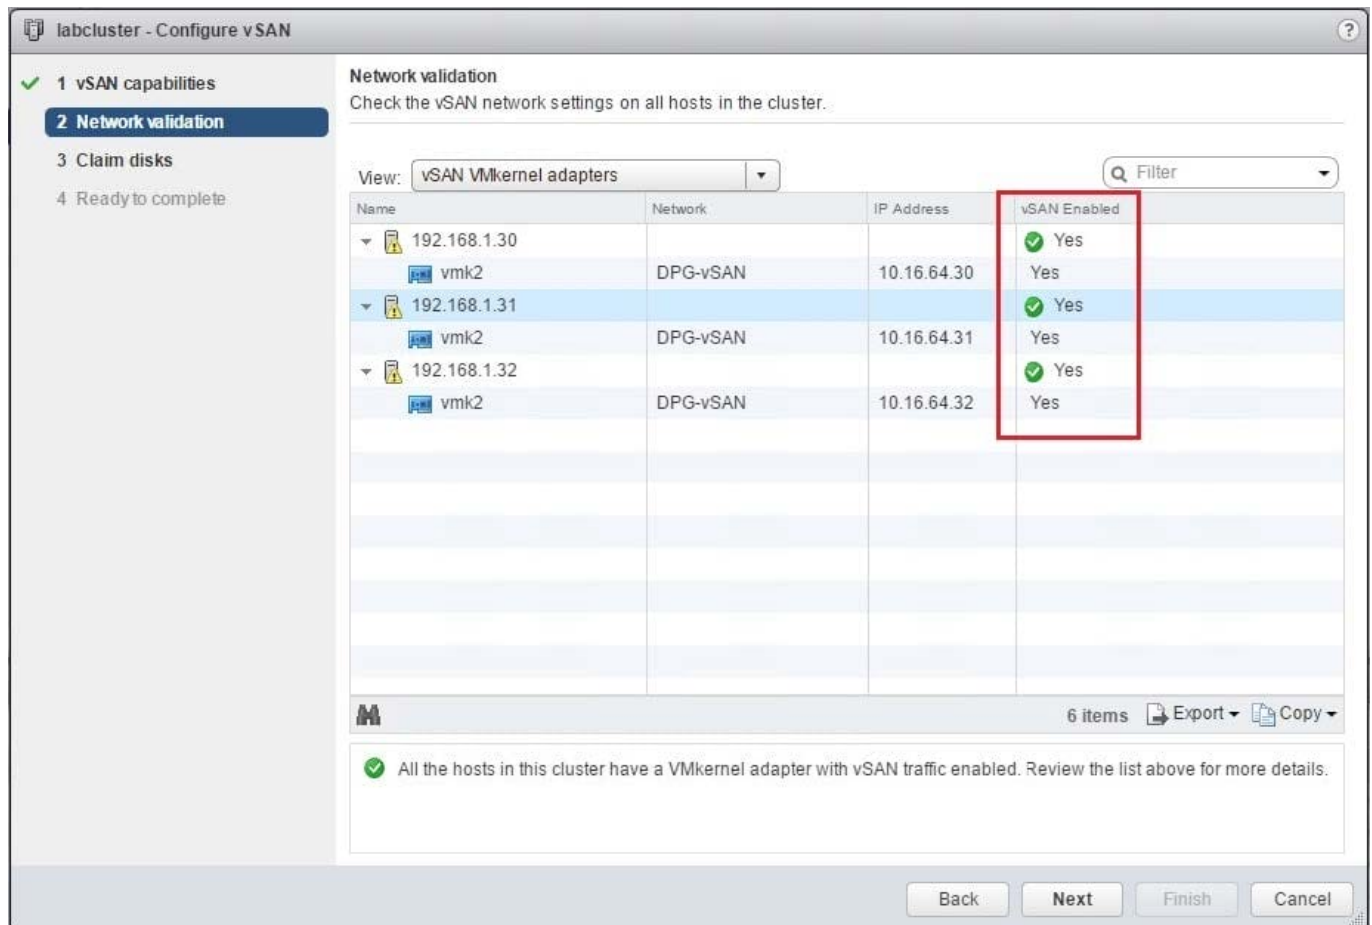 labcluster - Configure vSAN
?
1 vSAN capabilities
2 Network validation
3 Claim disks
4 Ready to complete
Network validation
Check the vSAN network settings on all hosts in the cluster.
View: vSAN VMkernel adapters
Filter
Name Network IP Address vSAN Enabled
192.168.1.30 Yes
vmk2 DPG-vSAN 10.16.64.30 Yes
192.168.1.31 Yes
vmk2 DPG-vSAN 10.16.64.31 Yes
192.168.1.32 Yes
vmk2 DPG-vSAN 10.16.64.32 Yes
6 items Export Copy
All the hosts in this cluster have a VMkernel adapter with vSAN traffic enabled. Review the list above for more details.
Back Next Finish Cancel